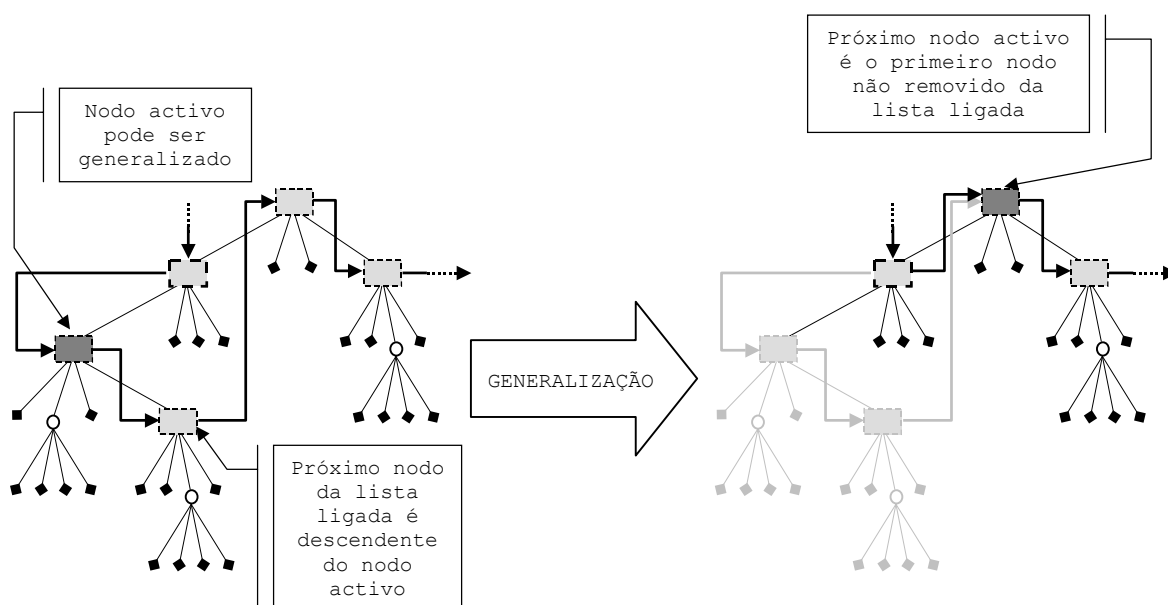 Nodo activo
pode ser
generalizado
Próximo nodo
da lista
ligada é
descendente
do nodo
activo
GENERALIZAÇÃO
Próximo nodo activo
é o primeiro nodo
não removido da
lista ligada